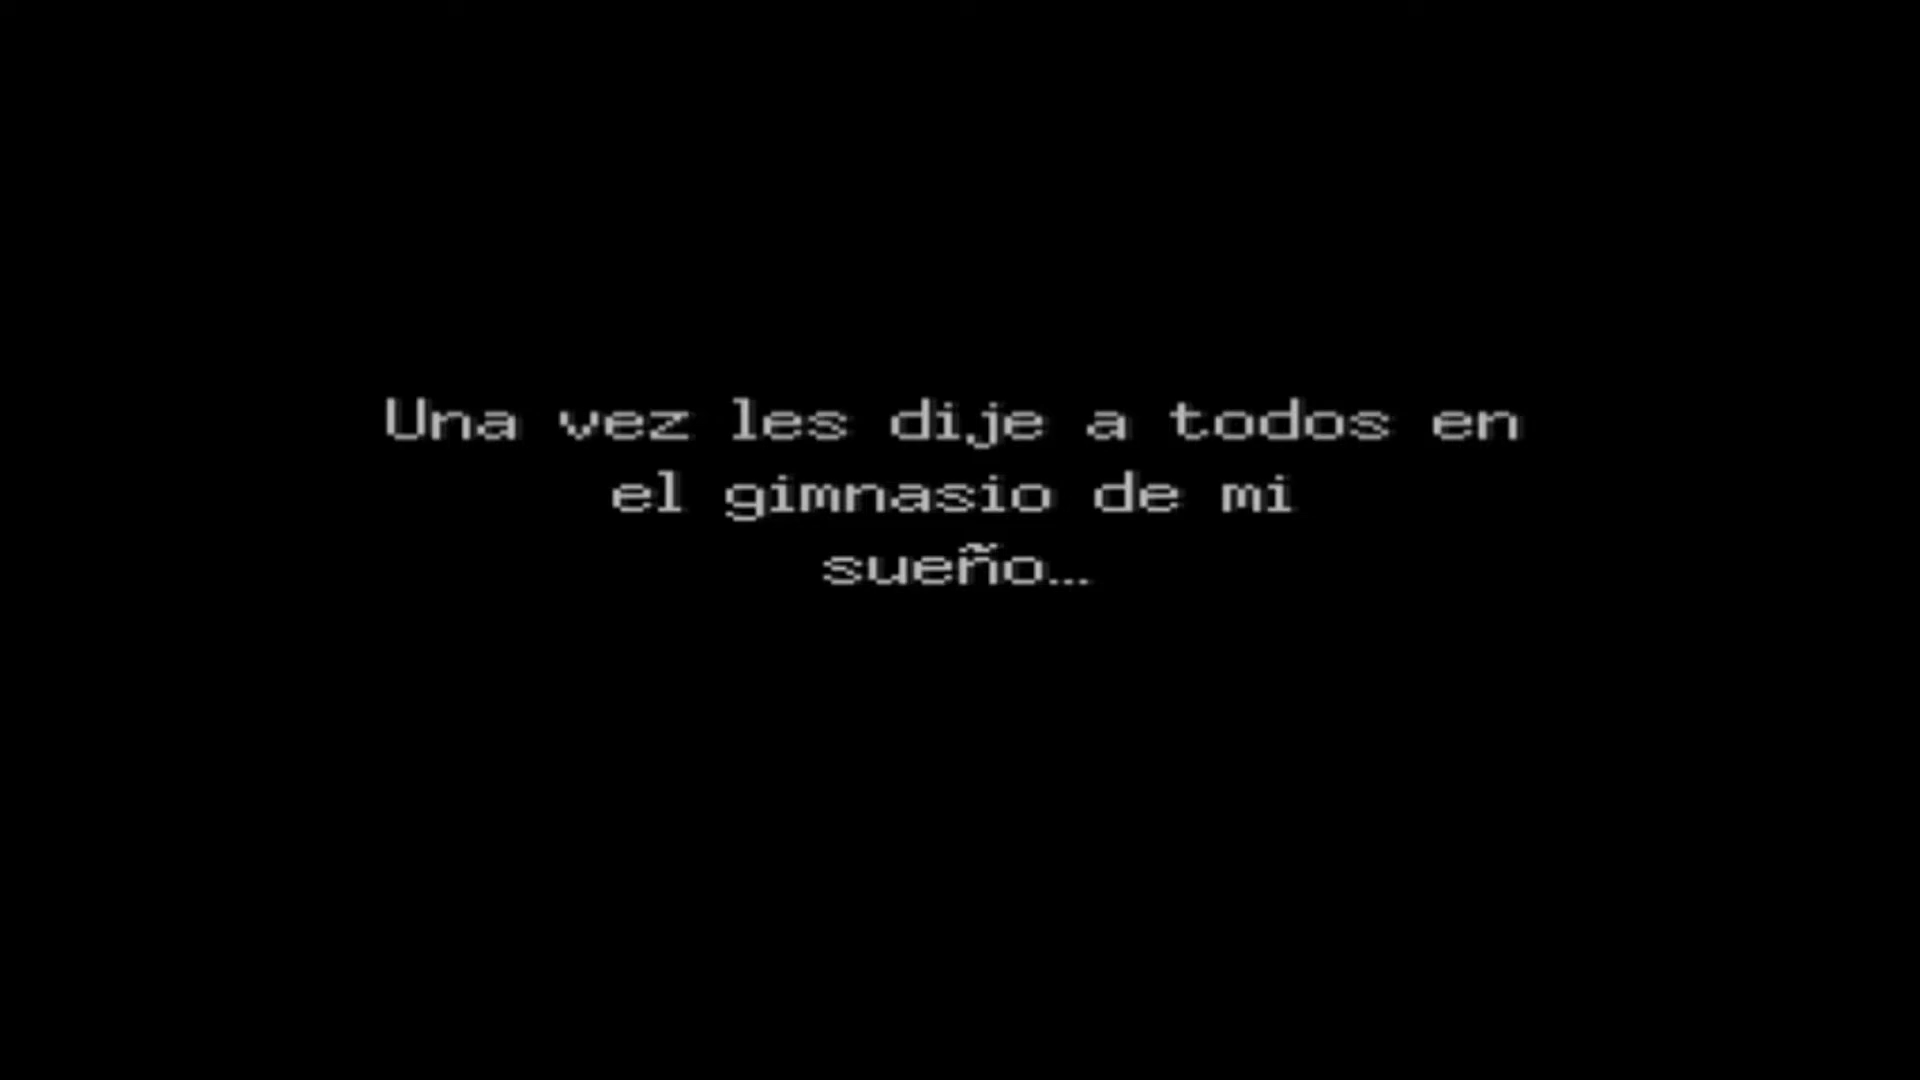 Una vez les dije a todos en
el gimnasio de mi
sueño...